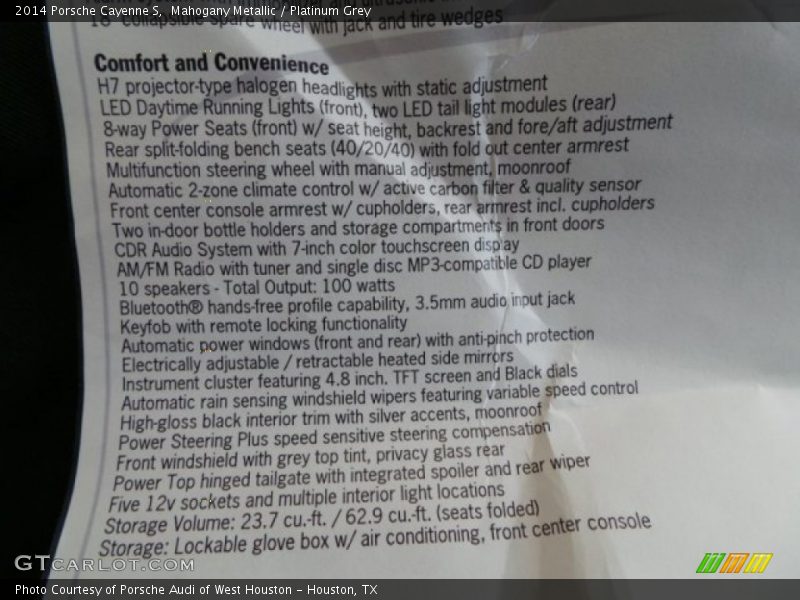 2014 Porsche Cayenne S, Mahogany Metallic / Platinum Grey
18" collapsible spare wheel with jack and tire wedges
Comfort and Convenience
H7 projector-type halogen headlights with static adjustment
LED Daytime Running Lights (front), two LED tail light modules (rear)
8-way Power Seats (front) w/ seat height, backrest and fore/aft adjustment
Rear split-folding bench seats (40/20/40) with fold out center armrest
Multifunction steering wheel with manual adjustment, moonroof
Automatic 2-zone climate control w/ active carbon filter & quality sensor
Front center console armrest w/ cupholders, rear armrest incl. cupholders
Two in-door bottle holders and storage compartments in front doors
CDR Audio System with 7-inch color touchscreen display
AM/FM Radio with tuner and single disc MP3-compatible CD player
10 speakers - Total Output: 100 watts
Bluetooth® hands-free profile capability, 3.5mm audio input jack
Keyfob with remote locking functionality
Automatic power windows (front and rear) with anti-pinch protection
Electrically adjustable / retractable heated side mirrors
Instrument cluster featuring 4.8 inch. TFT screen and Black dials
Automatic rain sensing windshield wipers featuring variable speed control
High-gloss black interior trim with silver accents, moonroof
Power Steering Plus speed sensitive steering compensation
Front windshield with grey top tint, privacy glass rear
Power Top hinged tailgate with integrated spoiler and rear wiper
Five 12v sockets and multiple interior light locations
Storage Volume: 23.7 cu.-ft. / 62.9 cu.-ft. (seats folded)
Storage: Lockable glove box w/ air conditioning, front center console
GTCARLOT.COM
Photo Courtesy of Porsche Audi of West Houston - Houston, TX